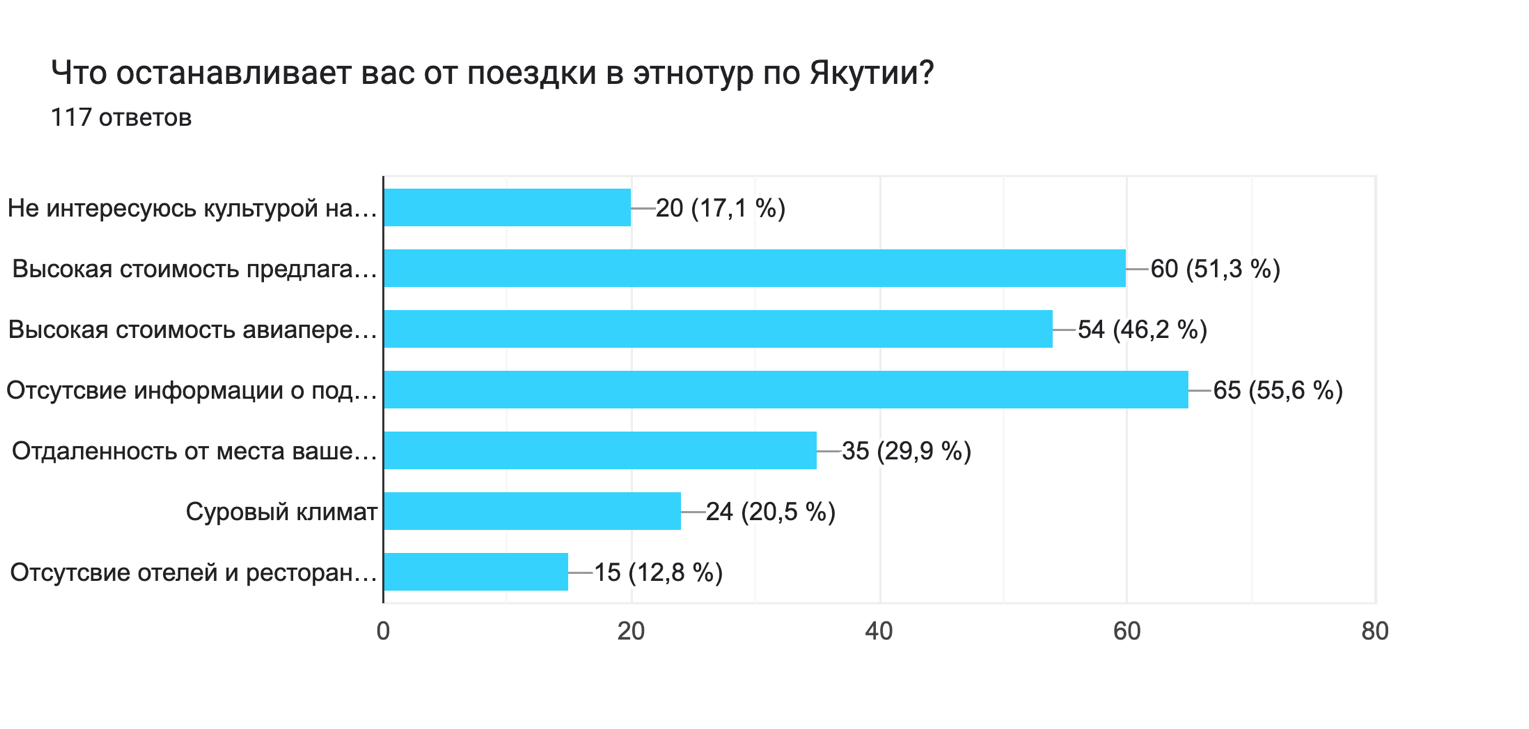 Что останавливает вас от поездки в этнотур по Якутии?
117 ответов
Не интересуюсь культурой на… 20 (17,1 %)
Высокая стоимость предлага… 60 (51,3 %)
Высокая стоимость авиапере… 54 (46,2 %)
Отсутсвие информации о под… 65 (55,6 %)
Отдаленность от места ваше… 35 (29,9 %)
Суровый климат 24 (20,5 %)
Отсутсвие отелей и ресторан… 15 (12,8 %)
0 20 40 60 80